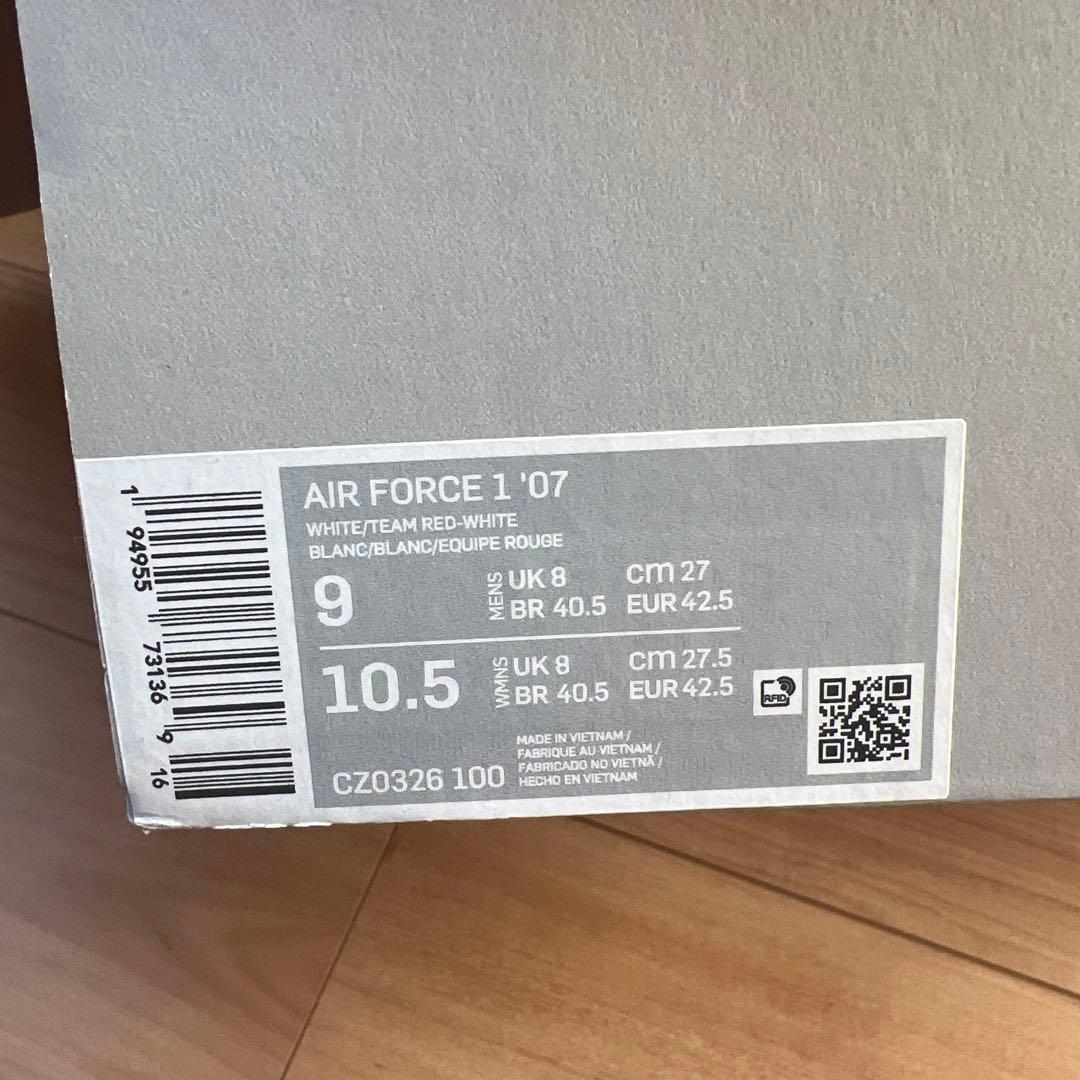 AIR FORCE 1 '07
WHITE/TEAM RED-WHITE
BLANC/BLANC/EQUIPE ROUGE
9 MENS UK 8 cm 27
BR 40.5 EUR 42.5
10.5 WMNS UK 8 cm 27.5
BR 40.5 EUR 42.5
RFID
CZ0326 100
MADE IN VIETNAM /
FABRIQUE AU VIETNAM /
FABRICADO NO VIETNÃ /
HECHO EN VIETNAM
1 94955 73136 9 16